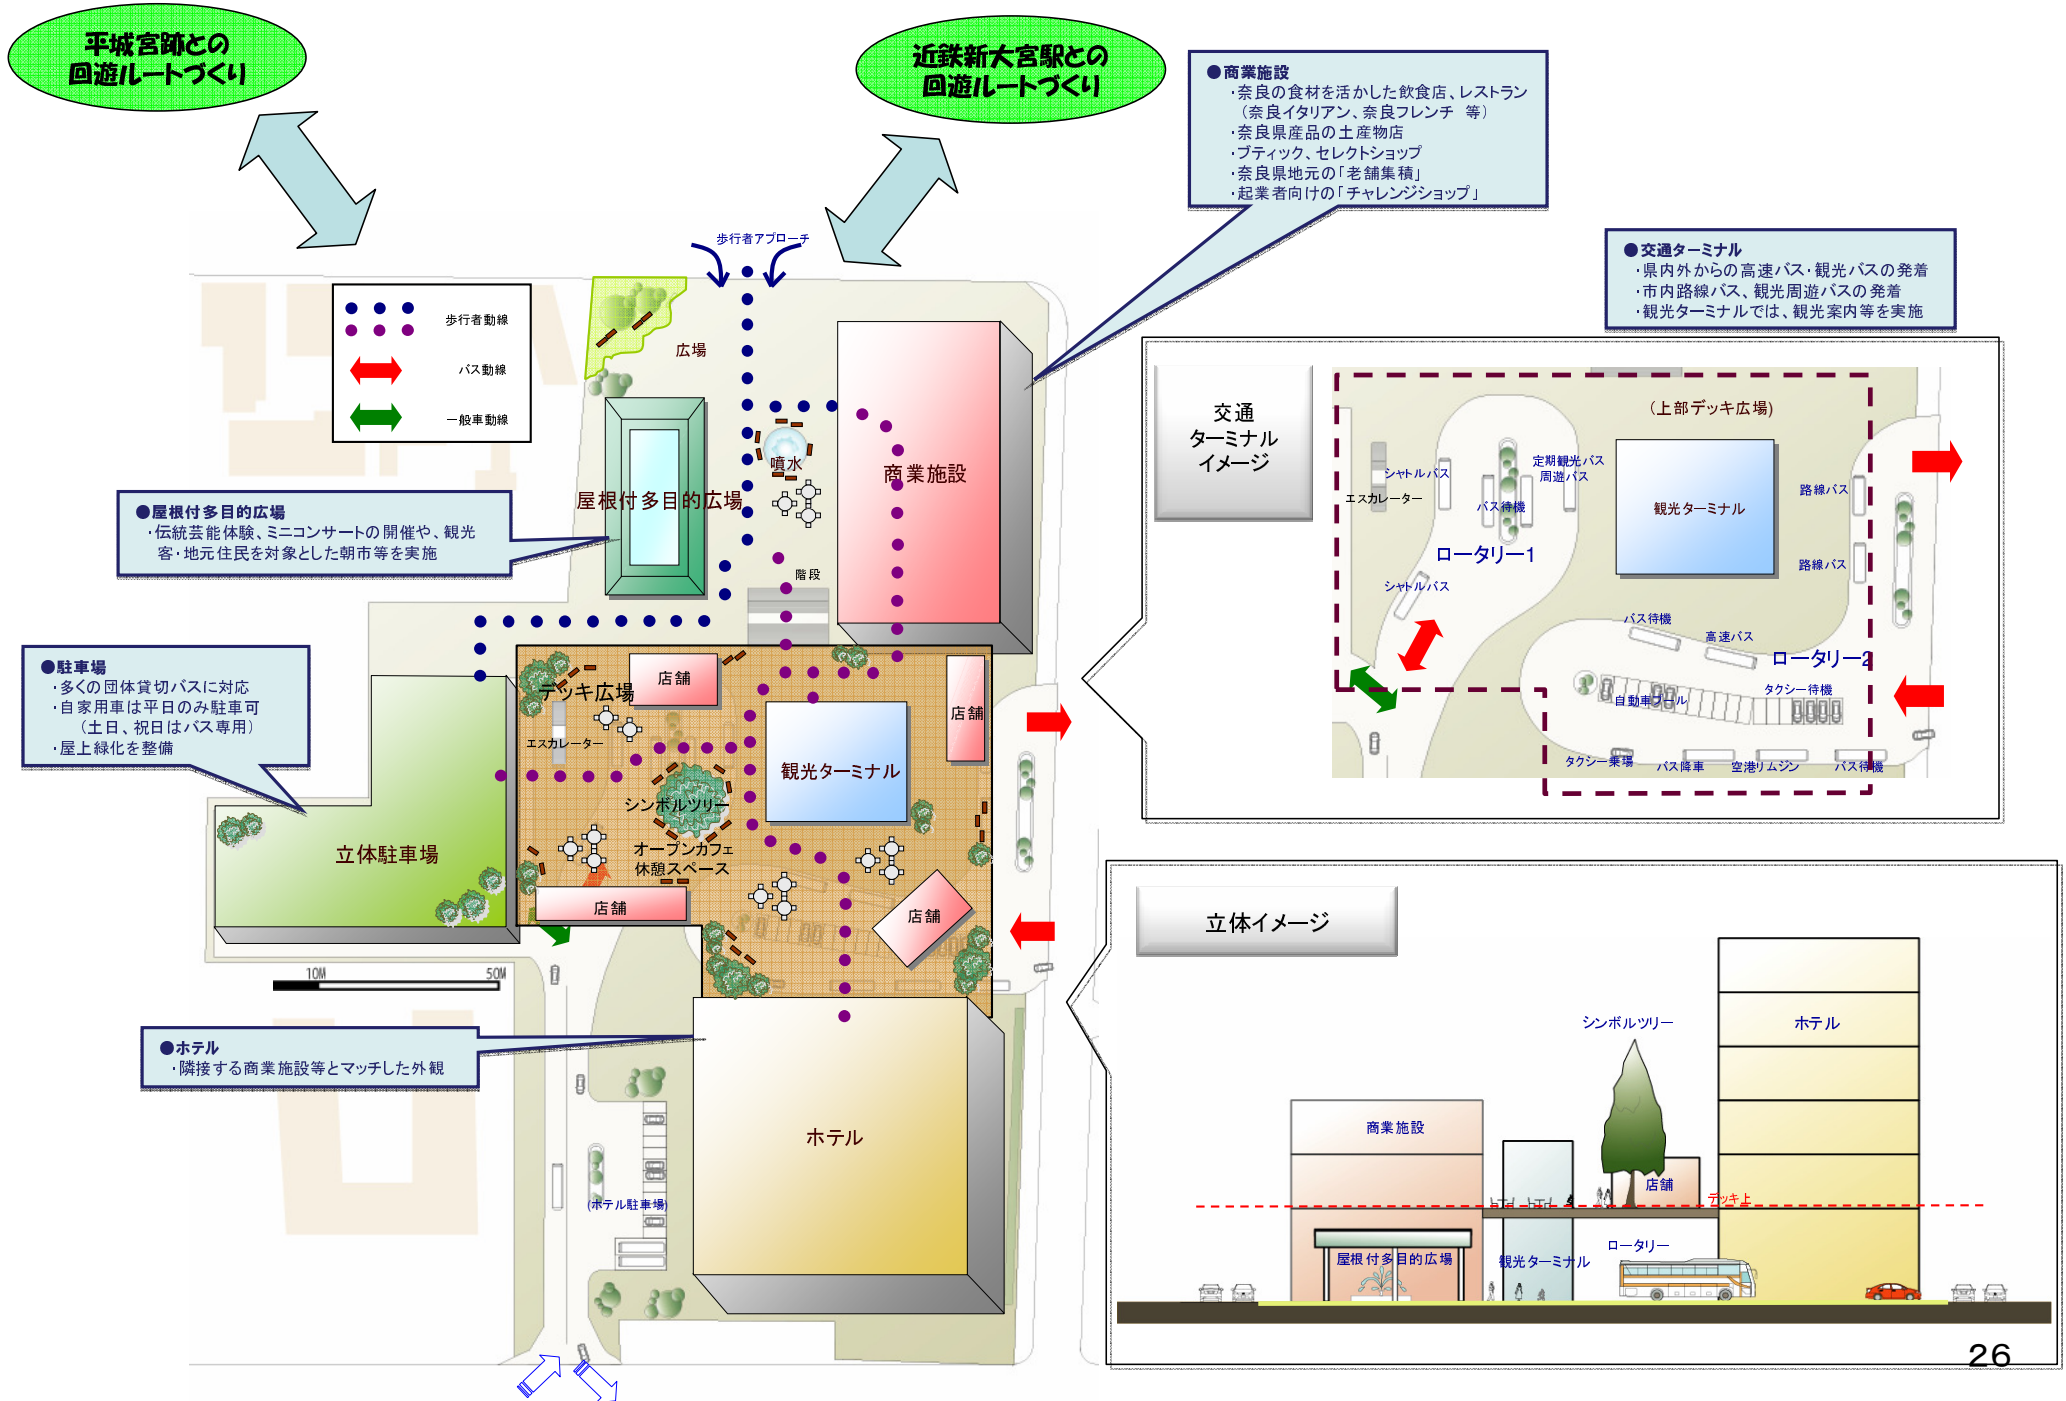 平城宮跡との
回遊ルートづくり
近鉄新大宮駅との
回遊ルートづくり
●商業施設
・奈良の食材を活かした飲食店、レストラン
（奈良イタリアン、奈良フレンチ 等）
・奈良県産品の土産物店
・ブティック、セレクトショップ
・奈良県地元の「老舗集積」
・起業者向けの「チャレンジショップ」
●交通ターミナル
・県内外からの高速バス・観光バスの発着
・市内路線バス、観光周遊バスの発着
・観光ターミナルでは、観光案内等を実施
歩行者アプローチ
歩行者動線
バス動線
一般車動線
広場
噴水
商業施設
屋根付多目的広場
階段
●屋根付多目的広場
・伝統芸能体験、ミニコンサートの開催や、観光
客・地元住民を対象とした朝市等を実施
●駐車場
・多くの団体貸切バスに対応
・自家用車は平日のみ駐車可
（土日、祝日はバス専用）
・屋上緑化を整備
デッキ広場
店舗
店舗
エスカレーター
観光ターミナル
シンボルツリー
オープンカフェ
休憩スペース
立体駐車場
店舗
店舗
10M
50M
●ホテル
・隣接する商業施設等とマッチした外観
ホテル
(ホテル駐車場)
交通
ターミナル
イメージ
(上部デッキ広場)
シャトルバス
エスカレーター
定期観光バス
周遊バス
バス待機
観光ターミナル
路線バス
ロータリー1
路線バス
シャトルバス
バス待機
高速バス
ロータリー2
タクシー待機
自動車プール
タクシー乗場
バス降車
空港リムジン
バス待機
立体イメージ
シンボルツリー
ホテル
商業施設
店舗
デッキ上
屋根付多目的広場
観光ターミナル
ロータリー
26